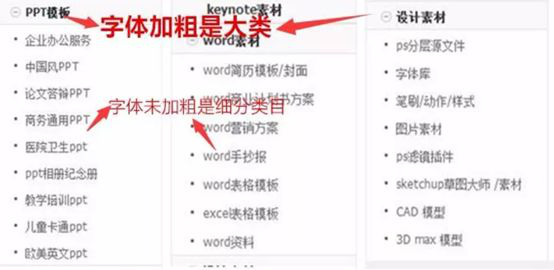 PPT模板
企业办公服务
中国风PPT
论文答辩PPT
商务通用PPT
医院卫生ppt
ppt相册纪念册
教学培训ppt
儿童卡通ppt
欧美英文ppt
字体加粗是大类
字体未加粗是细分类目
keynote素材
word素材
word简历模板/封面
word商业计划书方案
word营销方案
word手抄报
word表格模板
excel表格模板
word资料
设计素材
ps分层源文件
字体库
笔刷/动作/样式
图片素材
ps滤镜插件
sketchup草图大师 /素材
CAD 模型
3D max 模型